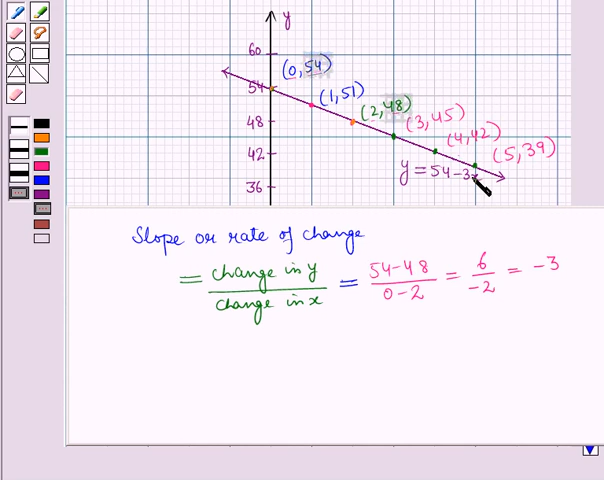 y
60
(0,54)
54
(1,51)
(2,48)
48
(3,45)
(4,42)
42
(5,39)
y = 54-3x
36
Slope or rate of change
= change in y / change in x = 54-48 / 0-2 = 6 / -2 = -3